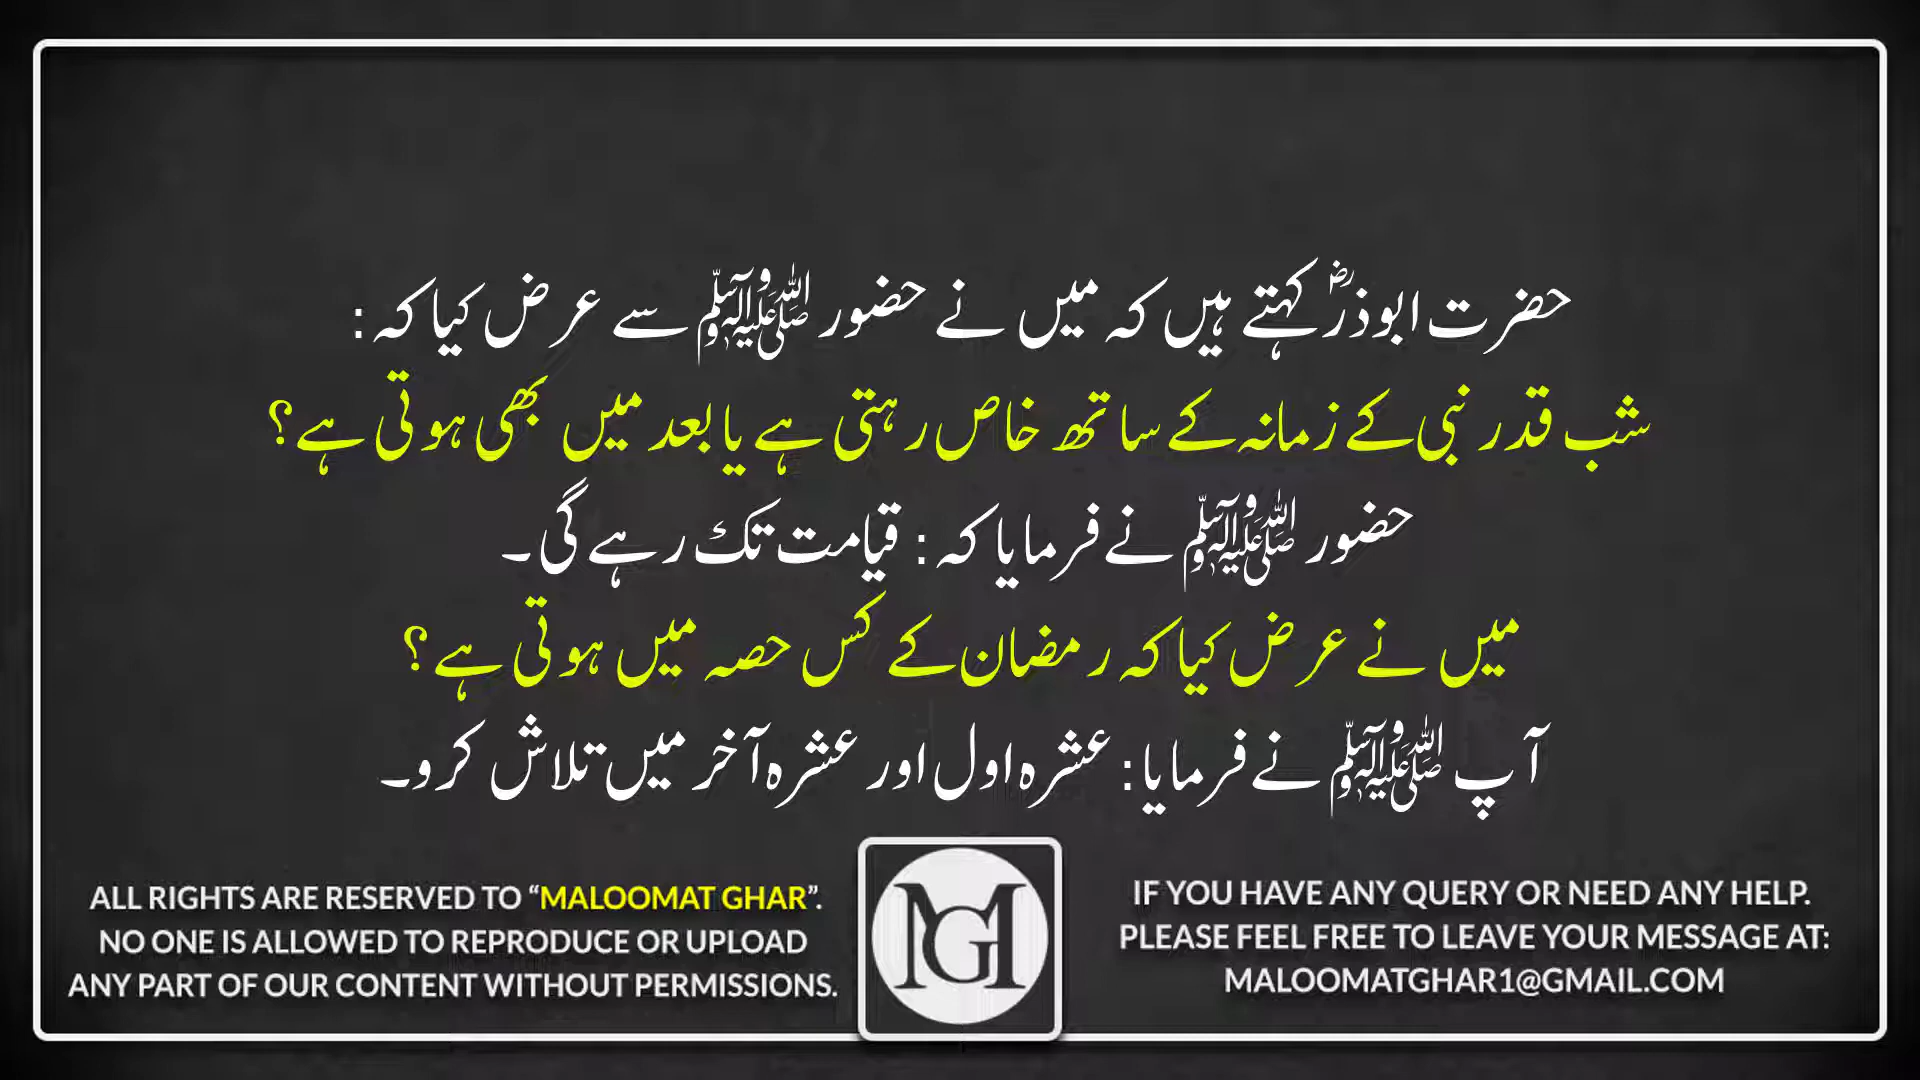 حضرت ابوذرؓ کہتے ہیں کہ میں نے حضور ﷺ سے عرض کیا کہ :
شب قدر نبی کے زمانہ کے ساتھ خاص رہتی ہے یا بعد میں بھی ہوتی ہے؟
حضور ﷺ نے فرمایا کہ : قیامت تک رہے گی۔
میں نے عرض کیا کہ رمضان کے کس حصہ میں ہوتی ہے؟
آپ ﷺ نے فرمایا: عشرہ اول اور عشرہ آخر میں تلاش کرو۔
ALL RIGHTS ARE RESERVED TO “MALOOMAT GHAR”.
NO ONE IS ALLOWED TO REPRODUCE OR UPLOAD
ANY PART OF OUR CONTENT WITHOUT PERMISSIONS.
MG
IF YOU HAVE ANY QUERY OR NEED ANY HELP.
PLEASE FEEL FREE TO LEAVE YOUR MESSAGE AT:
MALOOMATGHAR1@GMAIL.COM